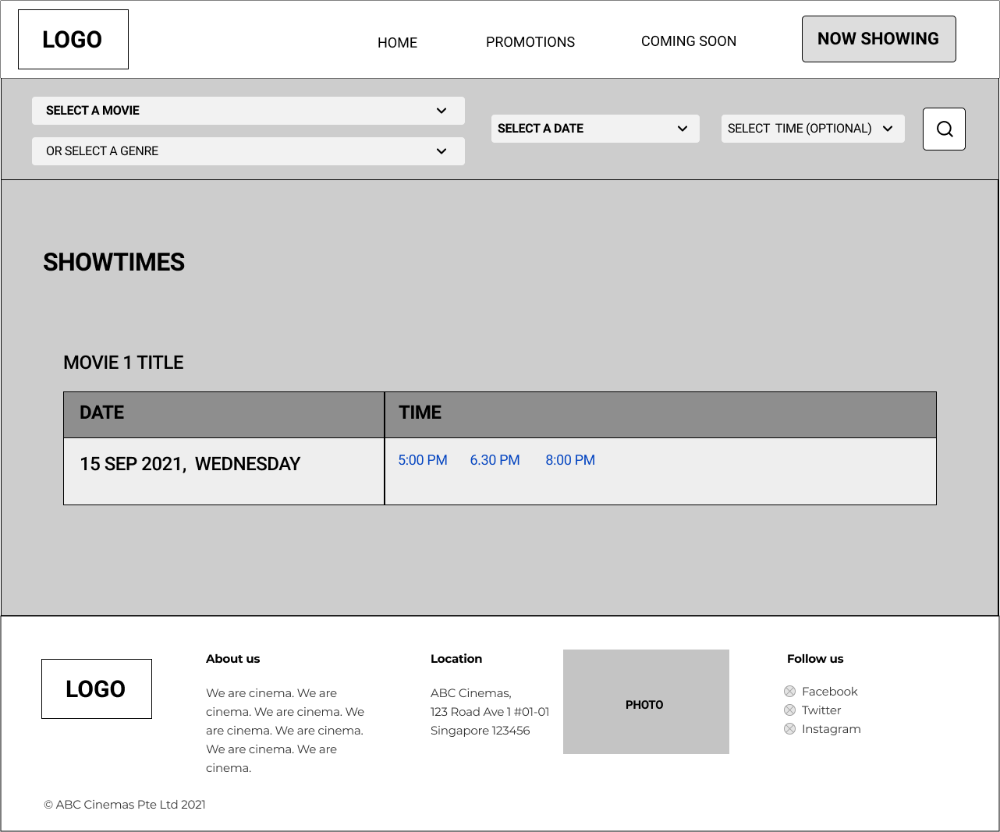 LOGO
HOME
PROMOTIONS
COMING SOON
NOW SHOWING
SELECT A MOVIE
OR SELECT A GENRE
SELECT A DATE
SELECT  TIME (OPTIONAL)
SHOWTIMES
MOVIE 1 TITLE
DATE
TIME
15 SEP 2021,  WEDNESDAY
5:00 PM
6.30 PM
8:00 PM
LOGO
About us
We are cinema. We are
cinema. We are cinema. We
are cinema. We are cinema.
We are cinema. We are
cinema.
Location
ABC Cinemas,
123 Road Ave 1 #01-01
Singapore 123456
PHOTO
Follow us
Facebook
Twitter
Instagram
© ABC Cinemas Pte Ltd 2021